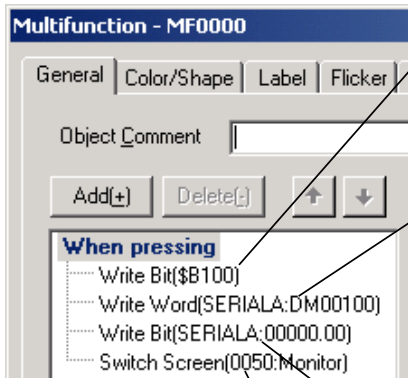 Multifunction - MF0000
General Color/Shape Label Flicker
Object Comment
Add(+) Delete(-)
When pressing
Write Bit($B100)
Write Word(SERIALA:DM00100)
Write Bit(SERIALA:00000.00)
Switch Screen(0050:Monitor)